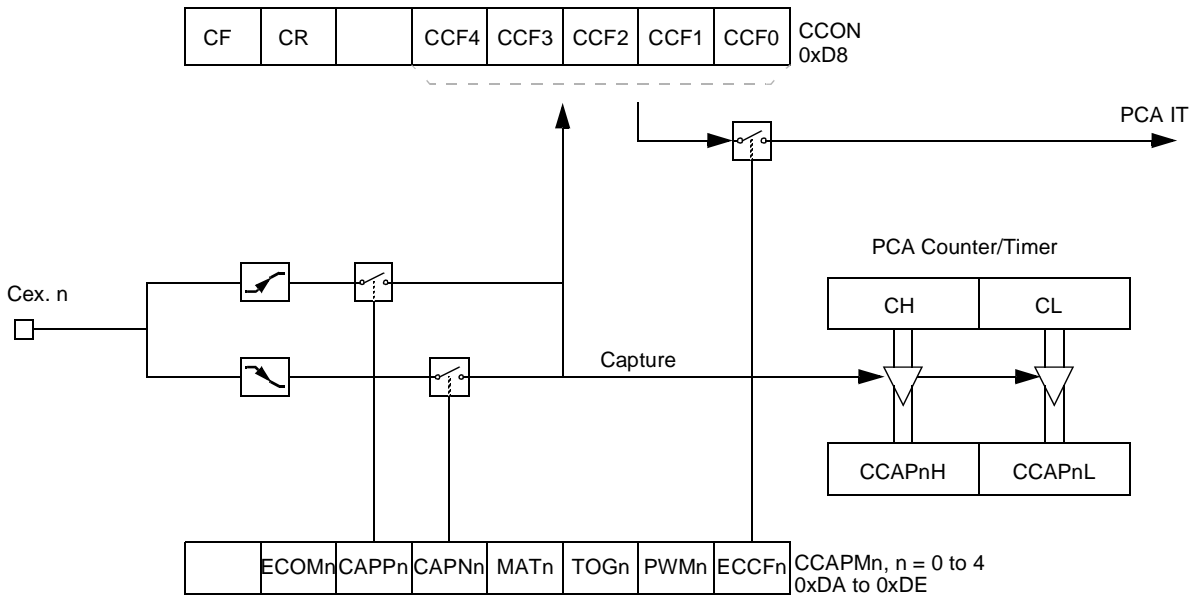 CF CR CCF4 CCF3 CCF2 CCF1 CCF0 CCON
0xD8
PCA IT
PCA Counter/Timer
Cex. n
CH CL
Capture
CCAPnH CCAPnL
ECOMn CAPPn CAPNn MATn TOGn PWMn ECCFn CCAPMn, n = 0 to 4
0xDA to 0xDE